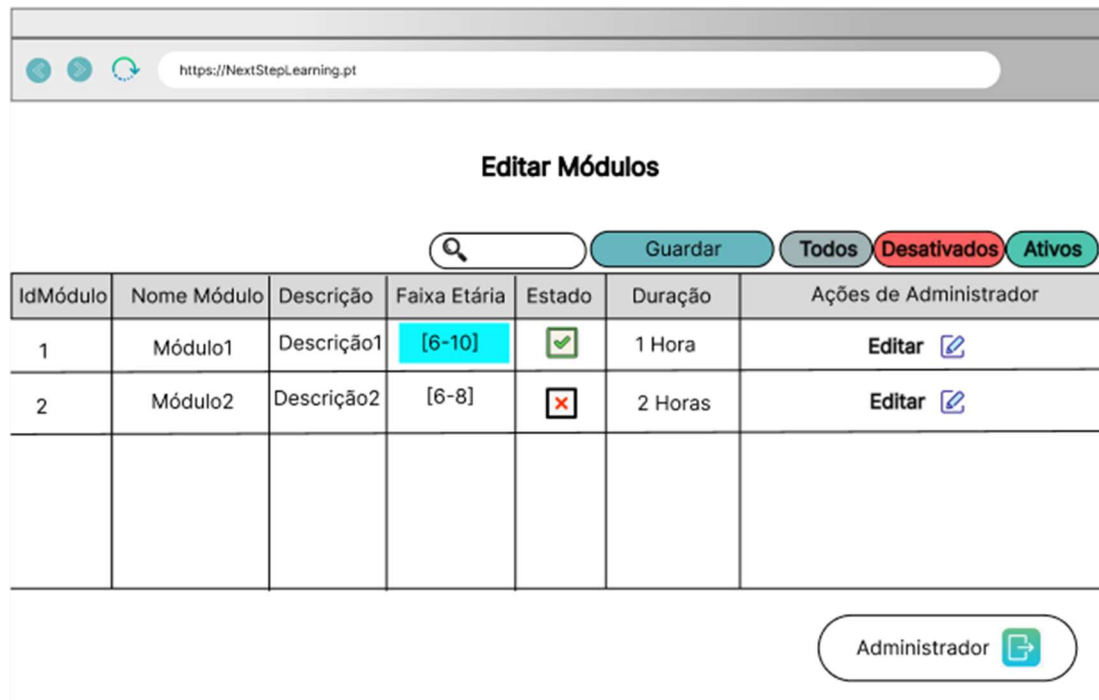 https://NextStepLearning.pt
Editar Módulos
Guardar Todos Desativados Ativos
IdMódulo Nome Módulo Descrição Faixa Etária Estado Duração Ações de Administrador
1 Módulo1 Descrição1 [6-10] 1 Hora Editar
2 Módulo2 Descrição2 [6-8] 2 Horas Editar
Administrador